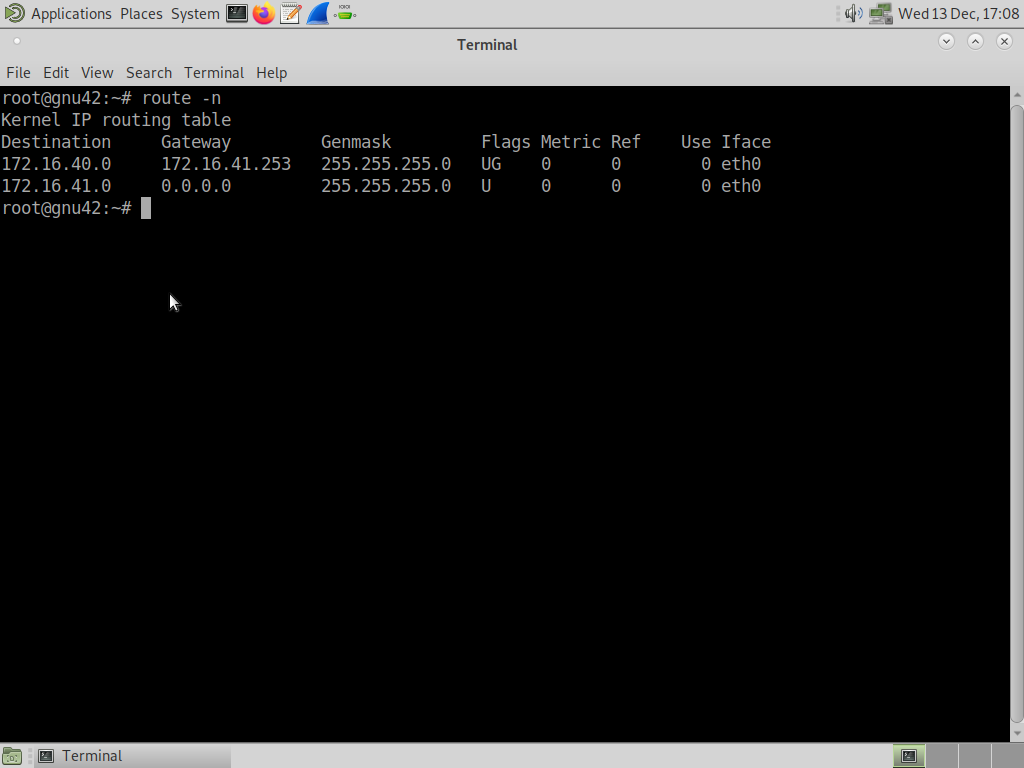 Applications Places System Wed 13 Dec, 17:08
Terminal
File Edit View Search Terminal Help
root@gnu42:~# route -n
Kernel IP routing table
Destination     Gateway         Genmask         Flags Metric Ref    Use Iface
172.16.40.0     172.16.41.253   255.255.255.0   UG    0      0        0 eth0
172.16.41.0     0.0.0.0         255.255.255.0   U     0      0        0 eth0
root@gnu42:~#
Terminal